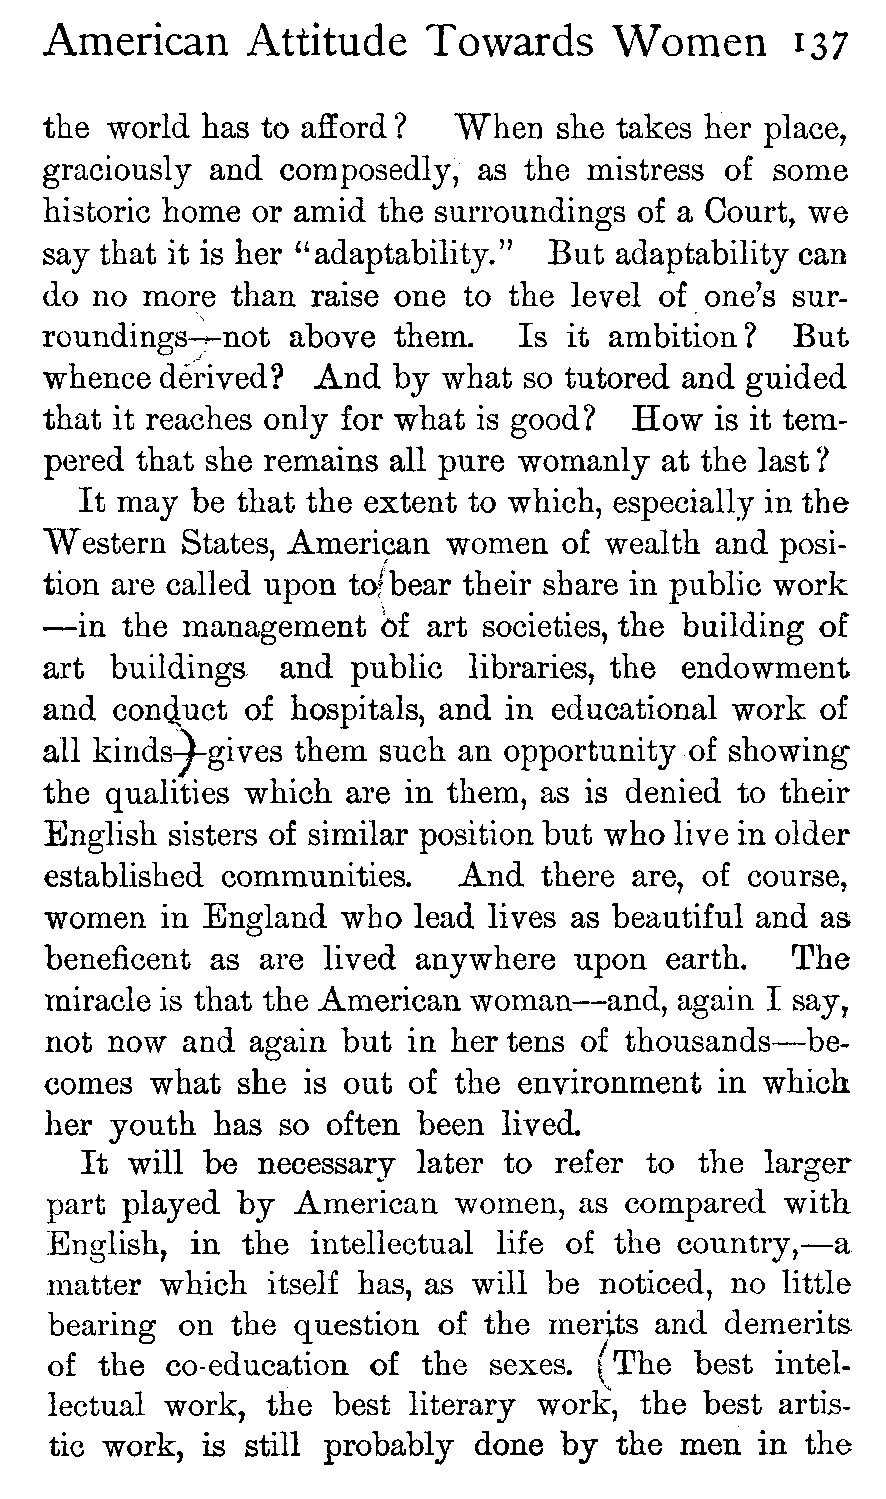 American Attitude Towards Women 137
the world has to afford? When she takes her place,
graciously and composedly, as the mistress of some
historic home or amid the surroundings of a Court, we
say that it is her “adaptability.” But adaptability can
do no more than raise one to the level of one’s sur-
roundings—not above them. Is it ambition? But
whence derived? And by what so tutored and guided
that it reaches only for what is good? How is it tem-
pered that she remains all pure womanly at the last?
It may be that the extent to which, especially in the
Western States, American women of wealth and posi-
tion are called upon to bear their share in public work
—in the management of art societies, the building of
art buildings and public libraries, the endowment
and conduct of hospitals, and in educational work of
all kinds—gives them such an opportunity of showing
the qualities which are in them, as is denied to their
English sisters of similar position but who live in older
established communities. And there are, of course,
women in England who lead lives as beautiful and as
beneficent as are lived anywhere upon earth. The
miracle is that the American woman—and, again I say,
not now and again but in her tens of thousands—be-
comes what she is out of the environment in which
her youth has so often been lived.
It will be necessary later to refer to the larger
part played by American women, as compared with
English, in the intellectual life of the country,—a
matter which itself has, as will be noticed, no little
bearing on the question of the merits and demerits
of the co-education of the sexes. (The best intel-
lectual work, the best literary work, the best artis-
tic work, is still probably done by the men in the